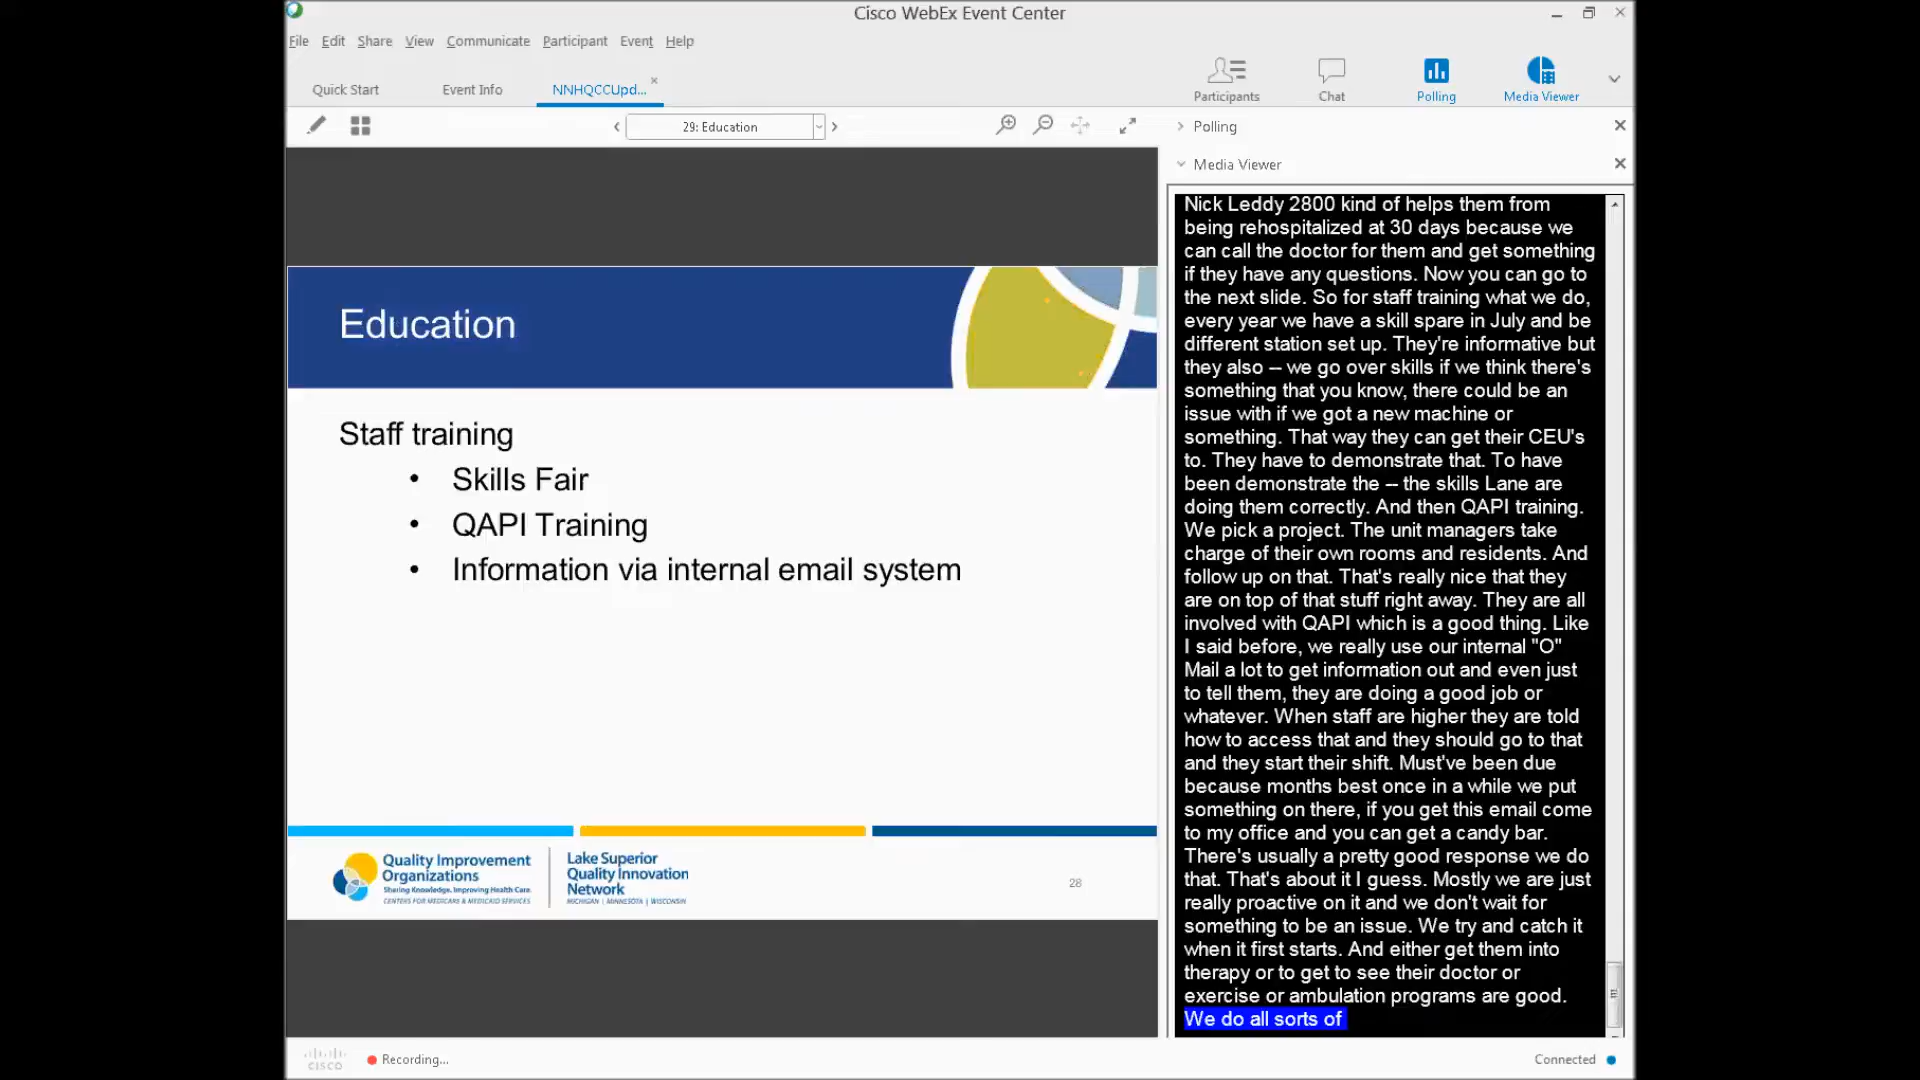 Cisco WebEx Event Center
File Edit Share View Communicate Participant Event Help
Quick Start Event Info NNHQCCUpd...
Participants Chat Polling Media Viewer
29: Education
Polling
Media Viewer
Education
Staff training
• Skills Fair
• QAPI Training
• Information via internal email system
Quality Improvement
Organizations
Sharing Knowledge. Improving Health Care.
CENTERS FOR MEDICARE & MEDICAID SERVICES
Lake Superior
Quality Innovation
Network
MICHIGAN | MINNESOTA | WISCONSIN
28
Nick Leddy 2800 kind of helps them from
being rehospitalized at 30 days because we
can call the doctor for them and get something
if they have any questions. Now you can go to
the next slide. So for staff training what we do,
every year we have a skill spare in July and be
different station set up. They're informative but
they also -- we go over skills if we think there's
something that you know, there could be an
issue with if we got a new machine or
something. That way they can get their CEU's
to. They have to demonstrate that. To have
been demonstrate the -- the skills Lane are
doing them correctly. And then QAPI training.
We pick a project. The unit managers take
charge of their own rooms and residents. And
follow up on that. That's really nice that they
are on top of that stuff right away. They are all
involved with QAPI which is a good thing. Like
I said before, we really use our internal "O"
Mail a lot to get information out and even just
to tell them, they are doing a good job or
whatever. When staff are higher they are told
how to access that and they should go to that
and they start their shift. Must've been due
because months best once in a while we put
something on there, if you get this email come
to my office and you can get a candy bar.
There's usually a pretty good response we do
that. That's about it I guess. Mostly we are just
really proactive on it and we don't wait for
something to be an issue. We try and catch it
when it first starts. And either get them into
therapy or to get to see their doctor or
exercise or ambulation programs are good.
We do all sorts of
CISCO
Recording...
Connected